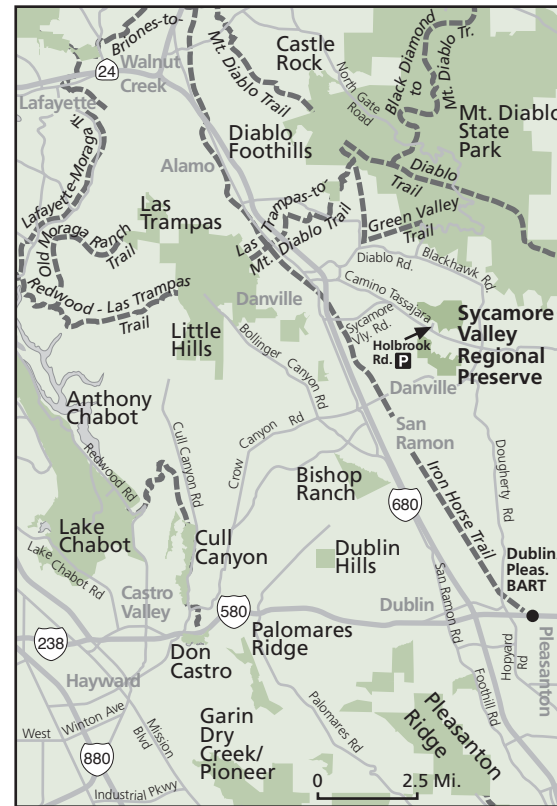 Briones-to-
Mt. Diablo Trail
Castle
Rock
Black Diamond
to
Mt. Diablo Tr.
24
Walnut
Creek
North Gate
Road
Lafayette
Diablo
Foothills
Mt. Diablo
State
Park
Lafayette-Moraga Tr.
Alamo
Diablo
Trail
Las
Trampas
Las Trampas-to-
Mt. Diablo Trail
Green Valley
Trail
Old Moraga Ranch
Trail
Diablo Rd.
Blackhawk Rd
Redwood - Las Trampas
Trail
Danville
Camino Tassajara
Sycamore
Vly. Rd.
Sycamore
Valley
Regional
Preserve
Holbrook
Rd. P
Little
Hills
Bollinger Canyon Rd
Danville
Anthony
Chabot
San
Ramon
Cull Canyon Rd
Crow Canyon Rd
Dougherty Rd
Redwood Rd
Bishop
Ranch
Iron Horse Trail
680
Lake
Chabot
Cull
Canyon
Dublin
Hills
Dublin
Pleas.
BART
Lake Chabot Rd
Castro
Valley
580
Dublin
San Ramon Rd
238
Don
Castro
Palomares
Ridge
Hopyard
Rd
Pleasanton
Hayward
Foothill Rd
West Winton Ave
Mission
Blvd
Garin
Dry
Creek/
Pioneer
Palomares Rd
Pleasanton
Ridge
880
Industrial Pkwy
0 2.5 Mi.